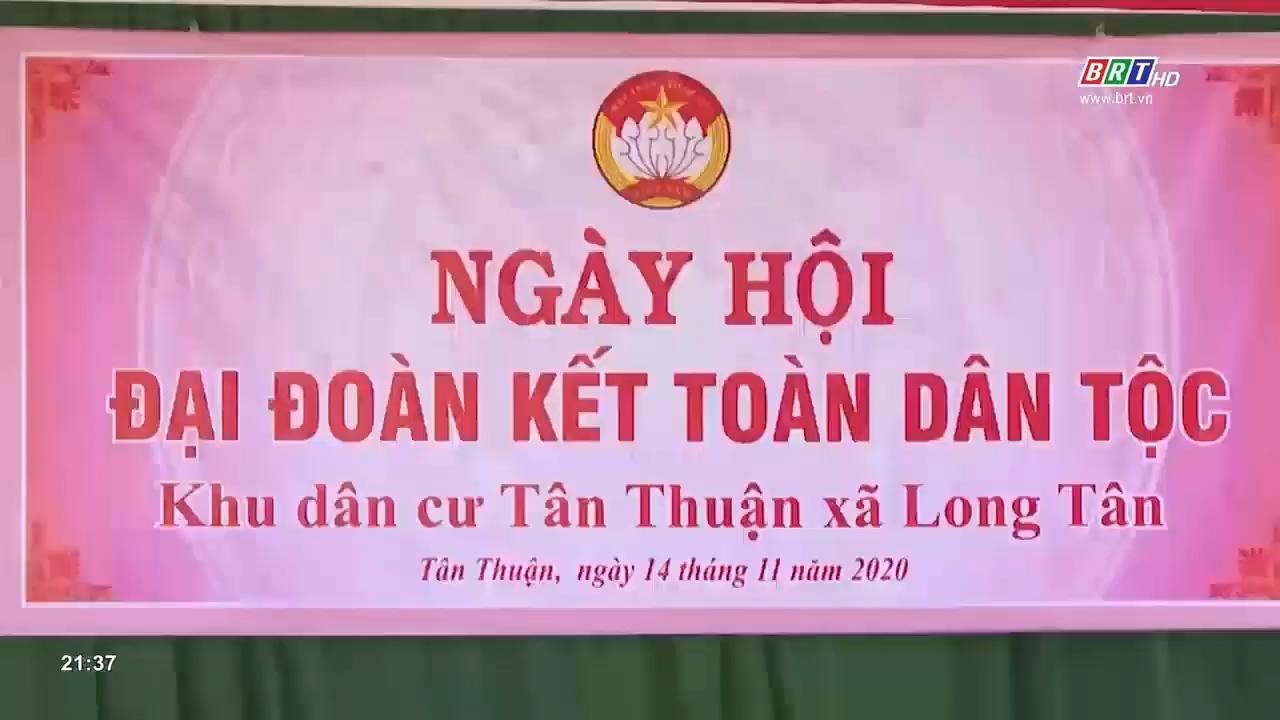 BRT HD
www.brt.vn
NGÀY HỘI
ĐẠI ĐOÀN KẾT TOÀN DÂN TỘC
Khu dân cư Tân Thuận xã Long Tân
Tân Thuận, ngày 14 tháng 11 năm 2020
21:37